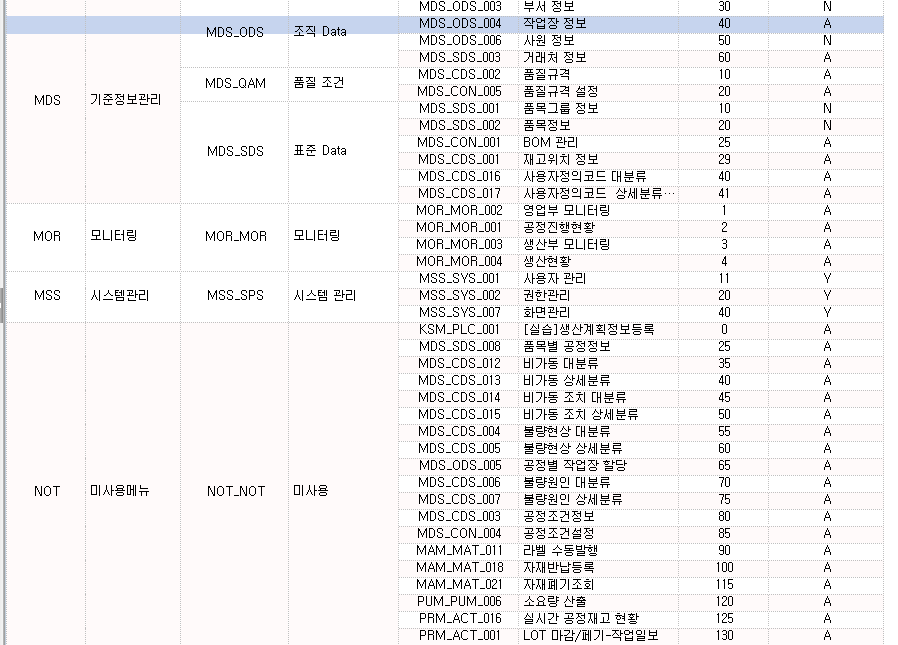 MDS_ODS_003 부서 정보 30 N
MDS_ODS 조직 Data MDS_ODS_004 작업장 정보 40 A
MDS_ODS_006 사원 정보 50 N
MDS_SDS_003 거래처 정보 60 A
MDS 기준정보관리 MDS_QAM 품질 조건 MDS_CDS_002 품질규격 10 A
MDS_CON_005 품질규격 설정 20 A
MDS_SDS 표준 Data MDS_SDS_001 품목그룹 정보 10 N
MDS_SDS_002 품목정보 20 N
MDS_CON_001 BOM 관리 25 A
MDS_CDS_001 재고위치 정보 29 A
MDS_CDS_016 사용자정의코드 대분류 40 A
MDS_CDS_017 사용자정의코드 상세분류… 41 A
MOR 모니터링 MOR_MOR 모니터링 MOR_MOR_002 영업부 모니터링 1 A
MOR_MOR_001 공정진행현황 2 A
MOR_MOR_003 생산부 모니터링 3 A
MOR_MOR_004 생산현황 4 A
MSS 시스템관리 MSS_SPS 시스템 관리 MSS_SYS_001 사용자 관리 11 Y
MSS_SYS_002 권한관리 20 Y
MSS_SYS_007 화면관리 40 Y
NOT 미사용메뉴 NOT_NOT 미사용 KSM_PLC_001 [실습]생산계획정보등록 0 A
MDS_SDS_008 품목별 공정정보 25 A
MDS_CDS_012 비가동 대분류 35 A
MDS_CDS_013 비가동 상세분류 40 A
MDS_CDS_014 비가동 조치 대분류 45 A
MDS_CDS_015 비가동 조치 상세분류 50 A
MDS_CDS_004 불량현상 대분류 55 A
MDS_CDS_005 불량현상 상세분류 60 A
MDS_ODS_005 공정별 작업장 할당 65 A
MDS_CDS_006 불량원인 대분류 70 A
MDS_CDS_007 불량원인 상세분류 75 A
MDS_CDS_003 공정조건정보 80 A
MDS_CON_004 공정조건설정 85 A
MAM_MAT_011 라벨 수동발행 90 A
MAM_MAT_018 자재반납등록 100 A
MAM_MAT_021 자재폐기조회 115 A
PUM_PUM_006 소요량 산출 120 A
PRM_ACT_016 실시간 공정재고 현황 125 A
PRM_ACT_001 LOT 마감/폐기-작업일보 130 A